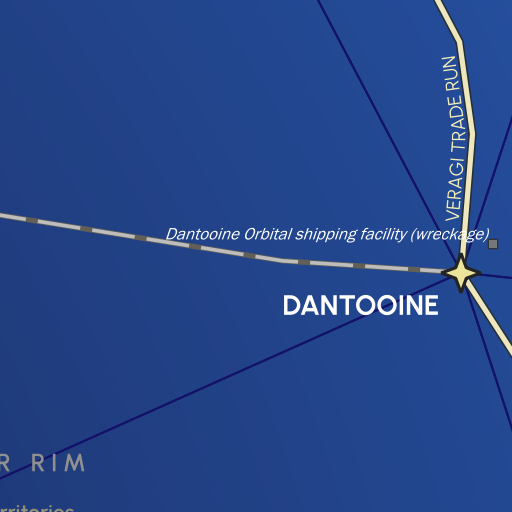 VERAGI TRADE RUN
Dantooine Orbital shipping facility (wreckage)
DANTOOINE
R RIM
rritories